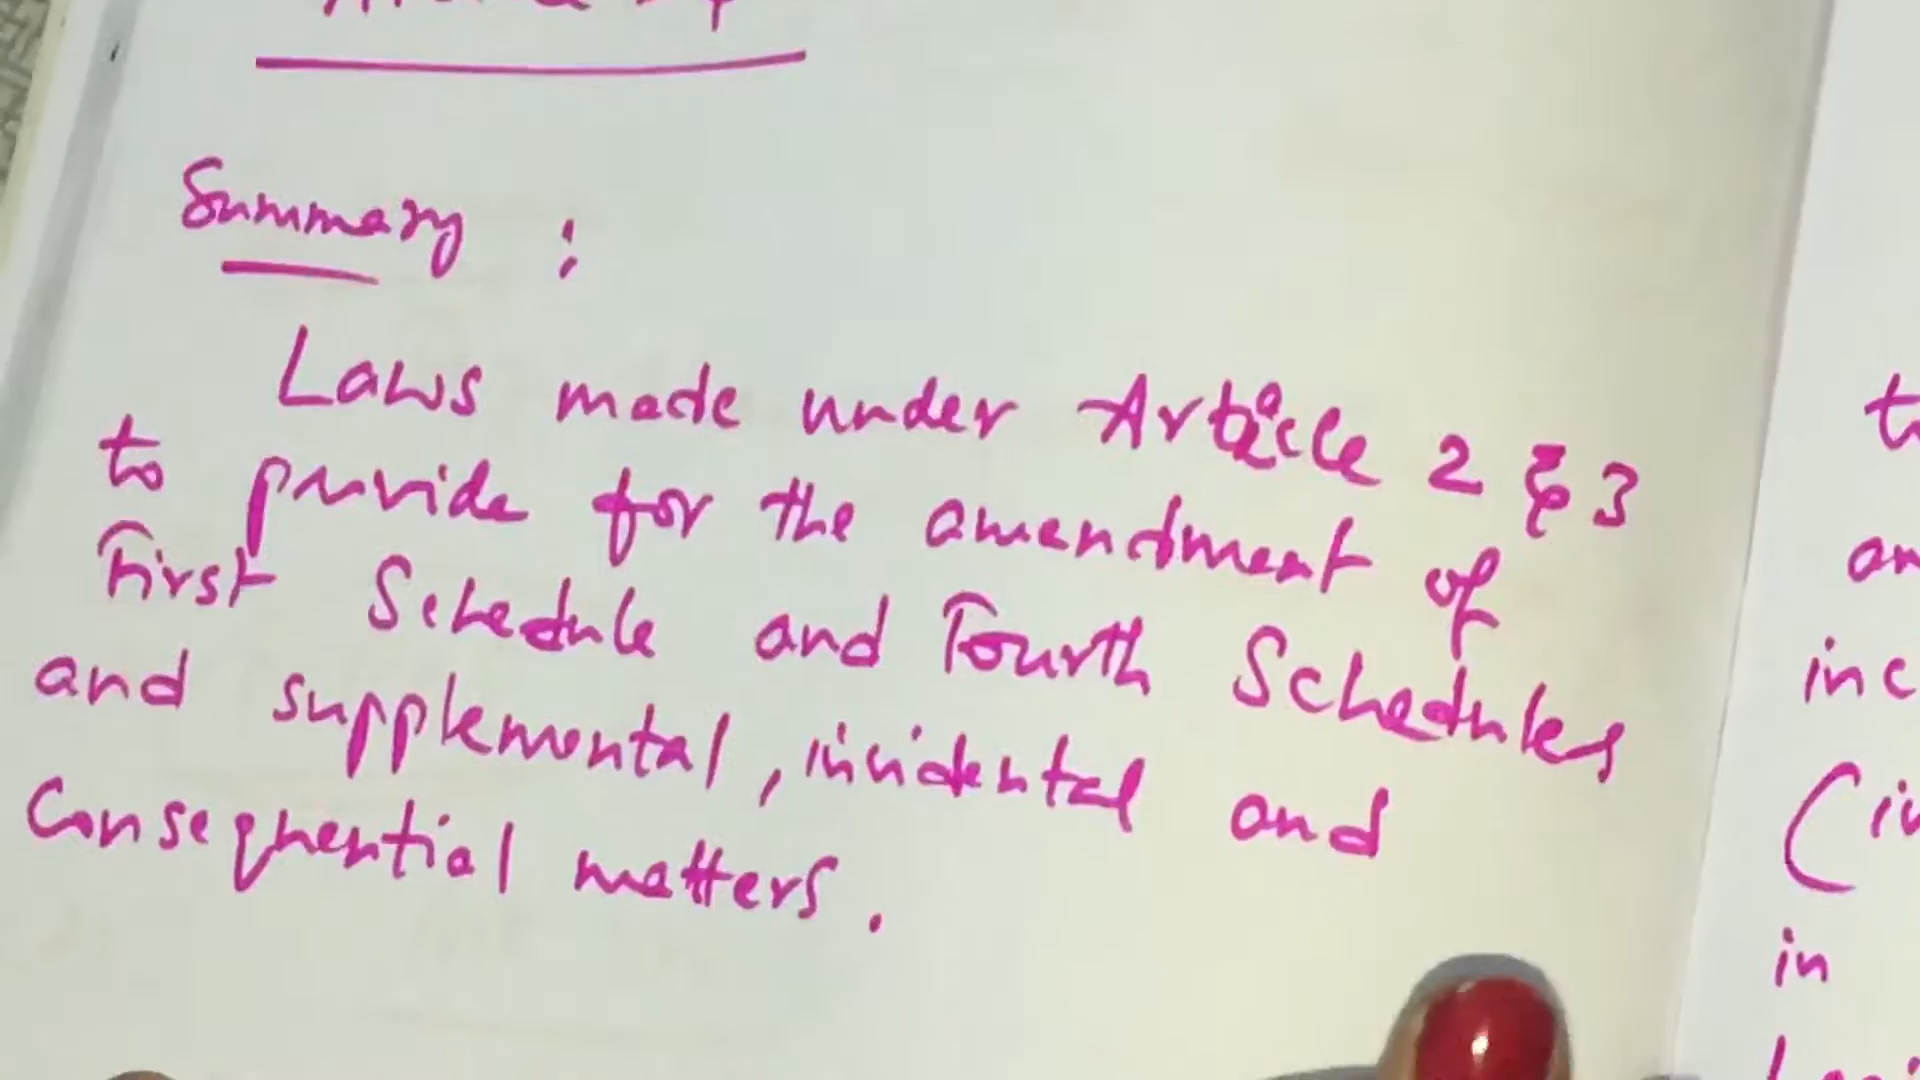 Summary :
Laws made under Article 2 & 3
to provide for the amendment of
First Schedule and Fourth Schedules
and supplemental, incidental and
Consequential matters.
in